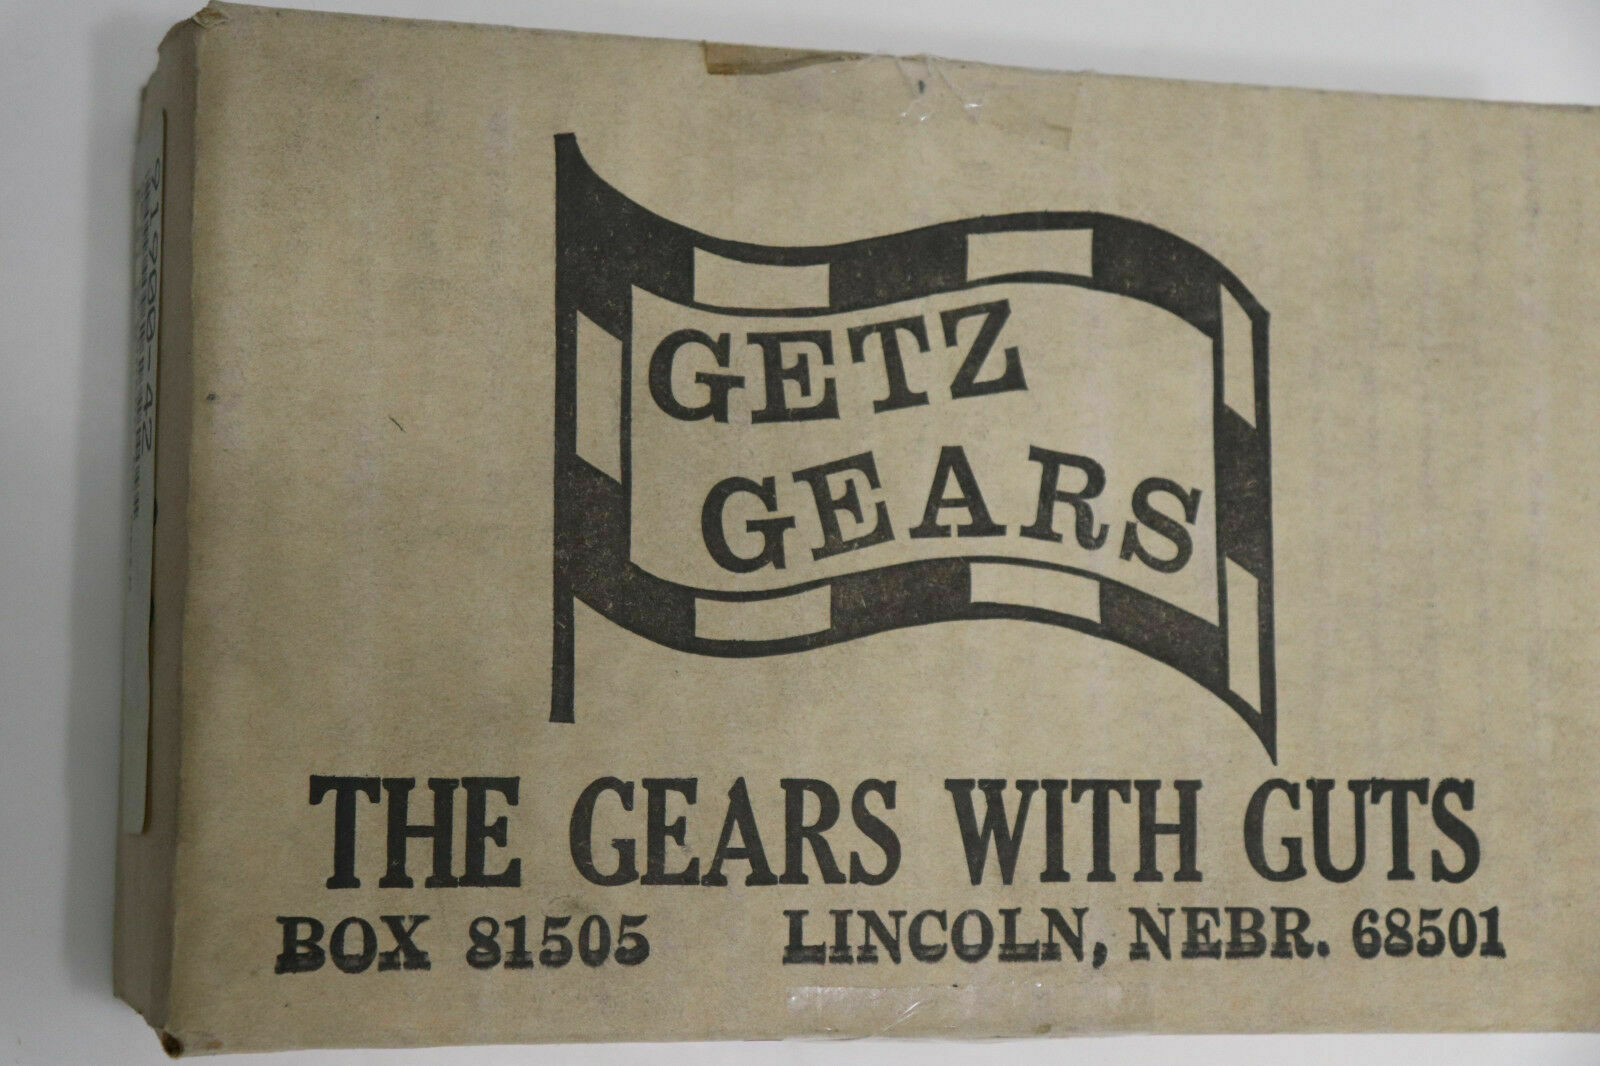 GETZ
GEARS
THE GEARS WITH GUTS
BOX 81505 LINCOLN, NEBR. 68501